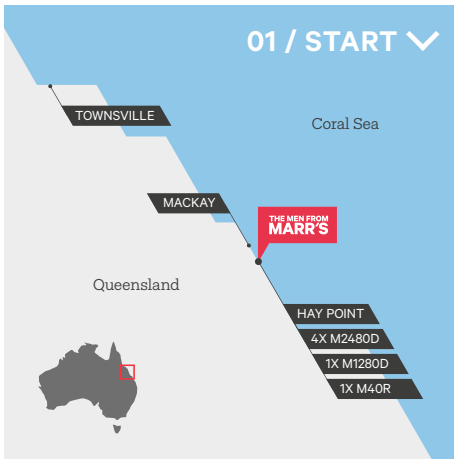 01 / START
TOWNSVILLE
Coral Sea
MACKAY
THE MEN FROM
MARR'S
Queensland
HAY POINT
4X M2480D
1X M1280D
1X M40R